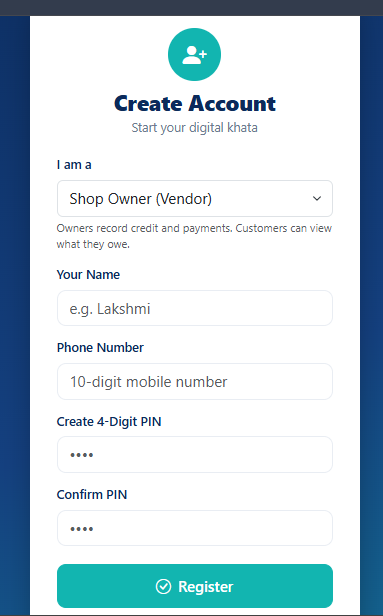 Create Account
Start your digital khata
I am a
Shop Owner (Vendor)
Owners record credit and payments. Customers can view
what they owe.
Your Name
e.g. Lakshmi
Phone Number
10-digit mobile number
Create 4-Digit PIN
••••
Confirm PIN
••••
Register